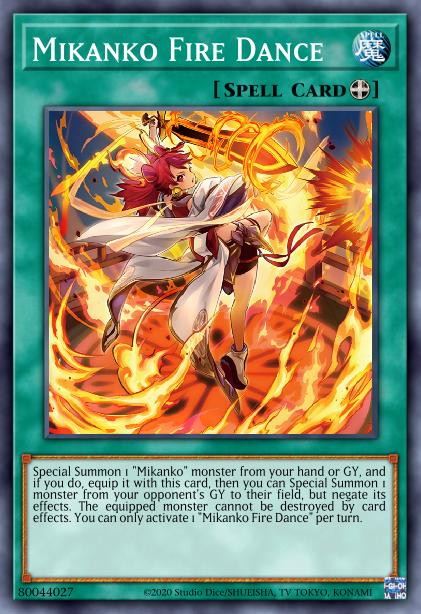 MIKANKO FIRE DANCE
SPELL
魔
[SPELL CARD]
Special Summon 1 "Mikanko" monster from your hand or GY, and
if you do, equip it with this card, then you can Special Summon 1
monster from your opponent's GY to their field, but negate its
effects. The equipped monster cannot be destroyed by card
effects. You can only activate 1 "Mikanko Fire Dance" per turn.
80044027
©2020 Studio Dice/SHUEISHA, TV TOKYO, KONAMI